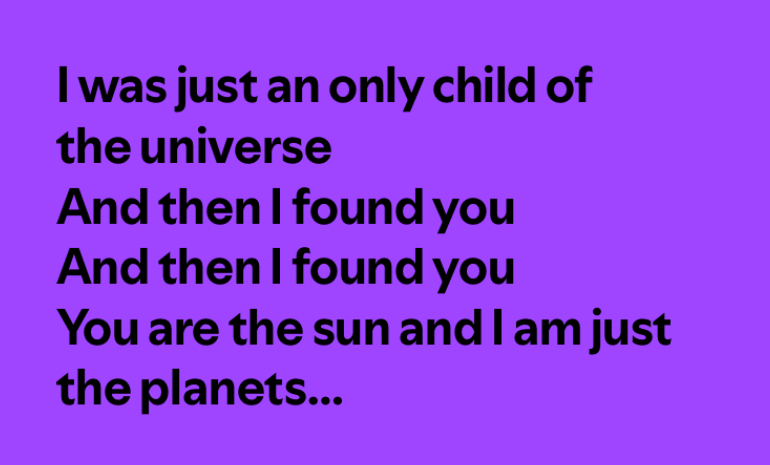 I was just an only child of
the universe
And then I found you
And then I found you
You are the sun and I am just
the planets...